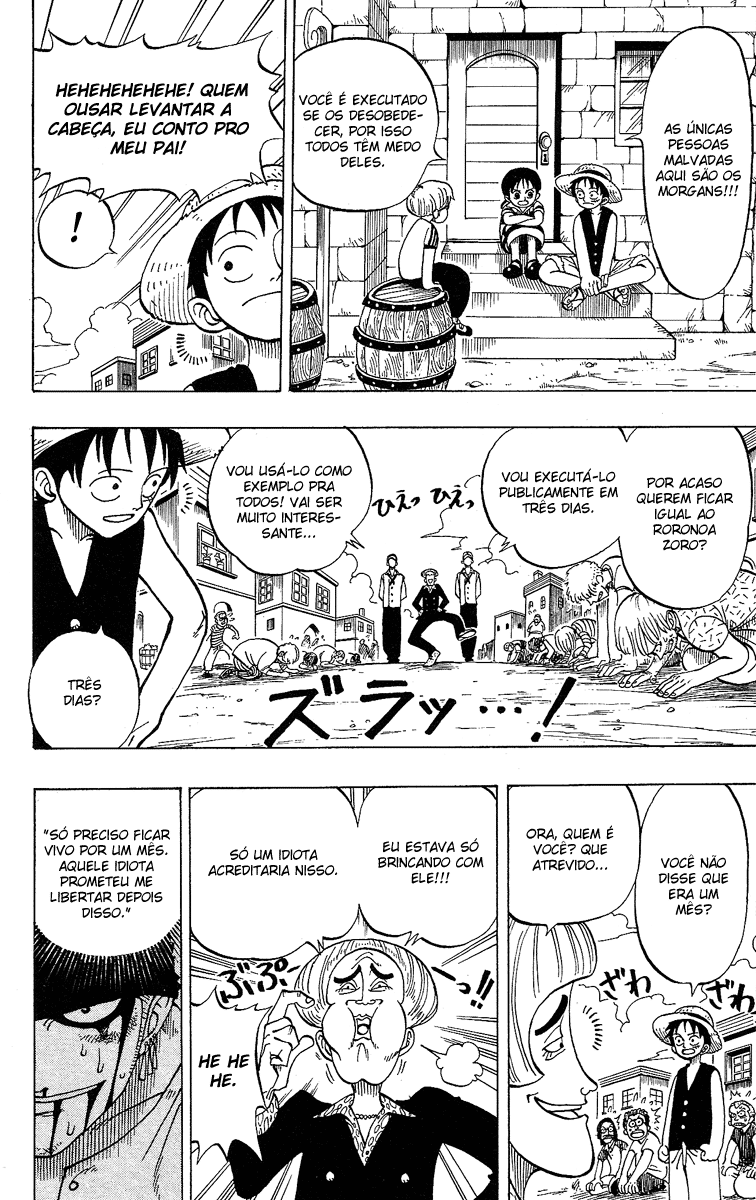 AS ÚNICAS
PESSOAS
MALVADAS
AQUI SÃO OS
MORGANS!!!
VOCÊ É EXECUTADO
SE OS DESOBEDE-
CER, POR ISSO
TODOS TÊM MEDO
DELES.
HEHEHEHEHEHE! QUEM
OUSAR LEVANTAR A
CABEÇA, EU CONTO PRO
MEU PAI!
!
POR ACASO
QUEREM FICAR
IGUAL AO
RORONOA
ZORO?
VOU EXECUTÁ-LO
PUBLICAMENTE EM
TRÊS DIAS.
ひえっ ひえっ
VOU USÁ-LO COMO
EXEMPLO PRA
TODOS! VAI SER
MUITO INTERES-
SANTE...
ズラッ…!
TRÊS
DIAS?
VOCÊ NÃO
DISSE QUE
ERA UM
MÊS?
ORA, QUEM É
VOCÊ? QUE
ATREVIDO...
ざわ
ざわ
EU ESTAVA SÓ
BRINCANDO COM
ELE!!!
SÓ UM IDIOTA
ACREDITARIA NISSO.
ぶぷーーっ!!
HE HE
HE.
"SÓ PRECISO FICAR
VIVO POR UM MÊS.
AQUELE IDIOTA
PROMETEU ME
LIBERTAR DEPOIS
DISSO."